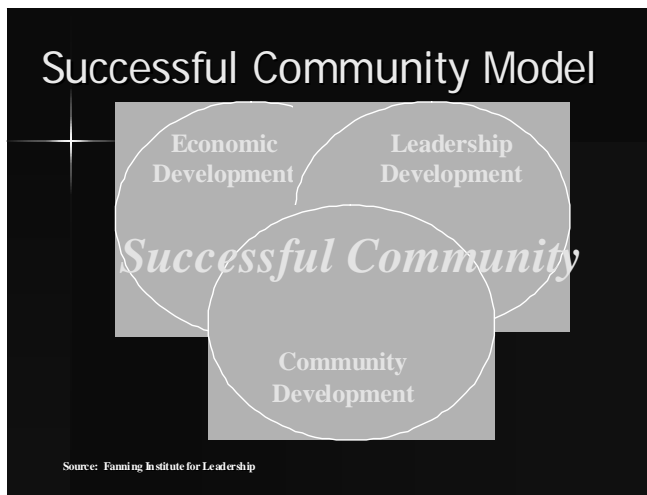 Successful Community Model
Economic
Development
Leadership
Development
Successful Community
Community
Development
Source: Fanning Institute for Leadership